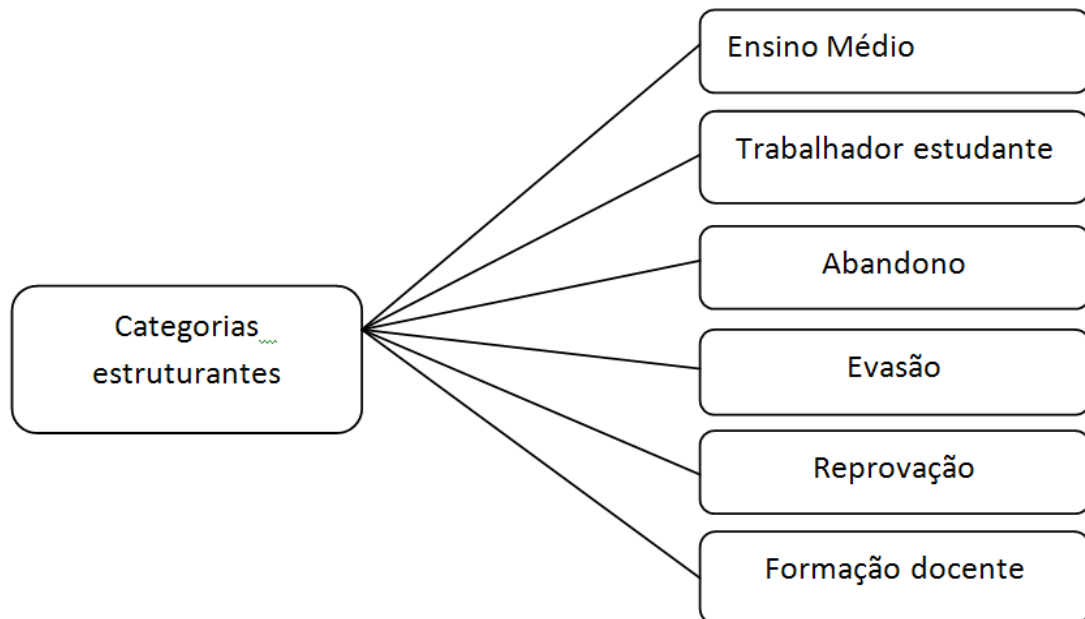 Ensino Médio
Trabalhador estudante
Abandono
Categorias
estruturantes
Evasão
Reprovação
Formação docente